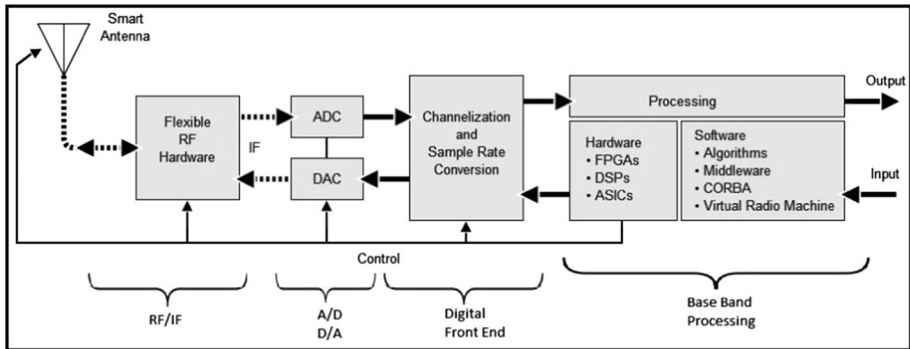 Smart
Antenna
Flexible
RF
Hardware
IF
ADC
DAC
Channelization
and
Sample Rate
Conversion
Processing
Hardware
• FPGAs
• DSPs
• ASICs
Software
• Algorithms
• Middleware
• CORBA
• Virtual Radio Machine
Output
Input
Control
RF/IF
A/D
D/A
Digital
Front End
Base Band
Processing